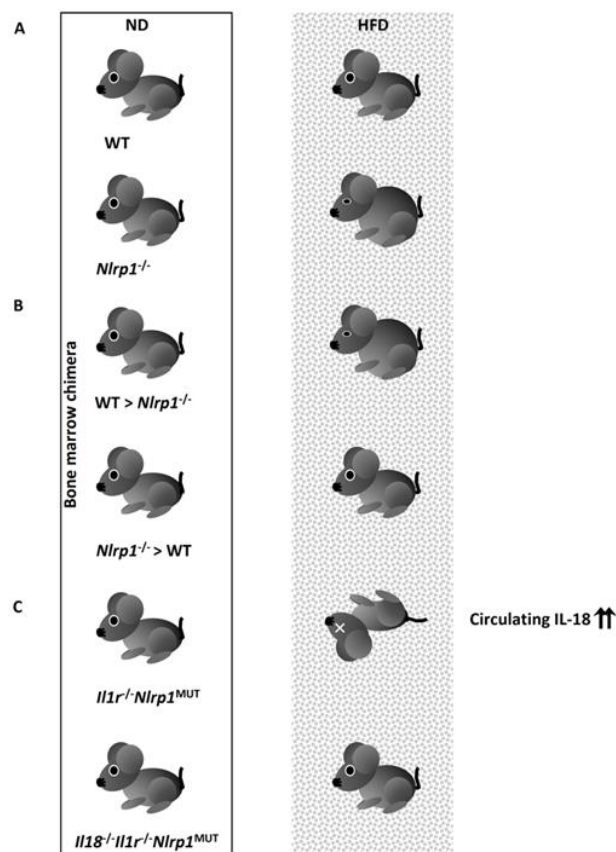 A
ND
HFD
WT
Nlrp1-/-
B
Bone marrow chimera
WT > Nlrp1-/-
Nlrp1-/- > WT
C
Circulating IL-18
Il1r-/-Nlrp1MUT
Il18-/-Il1r-/-Nlrp1MUT